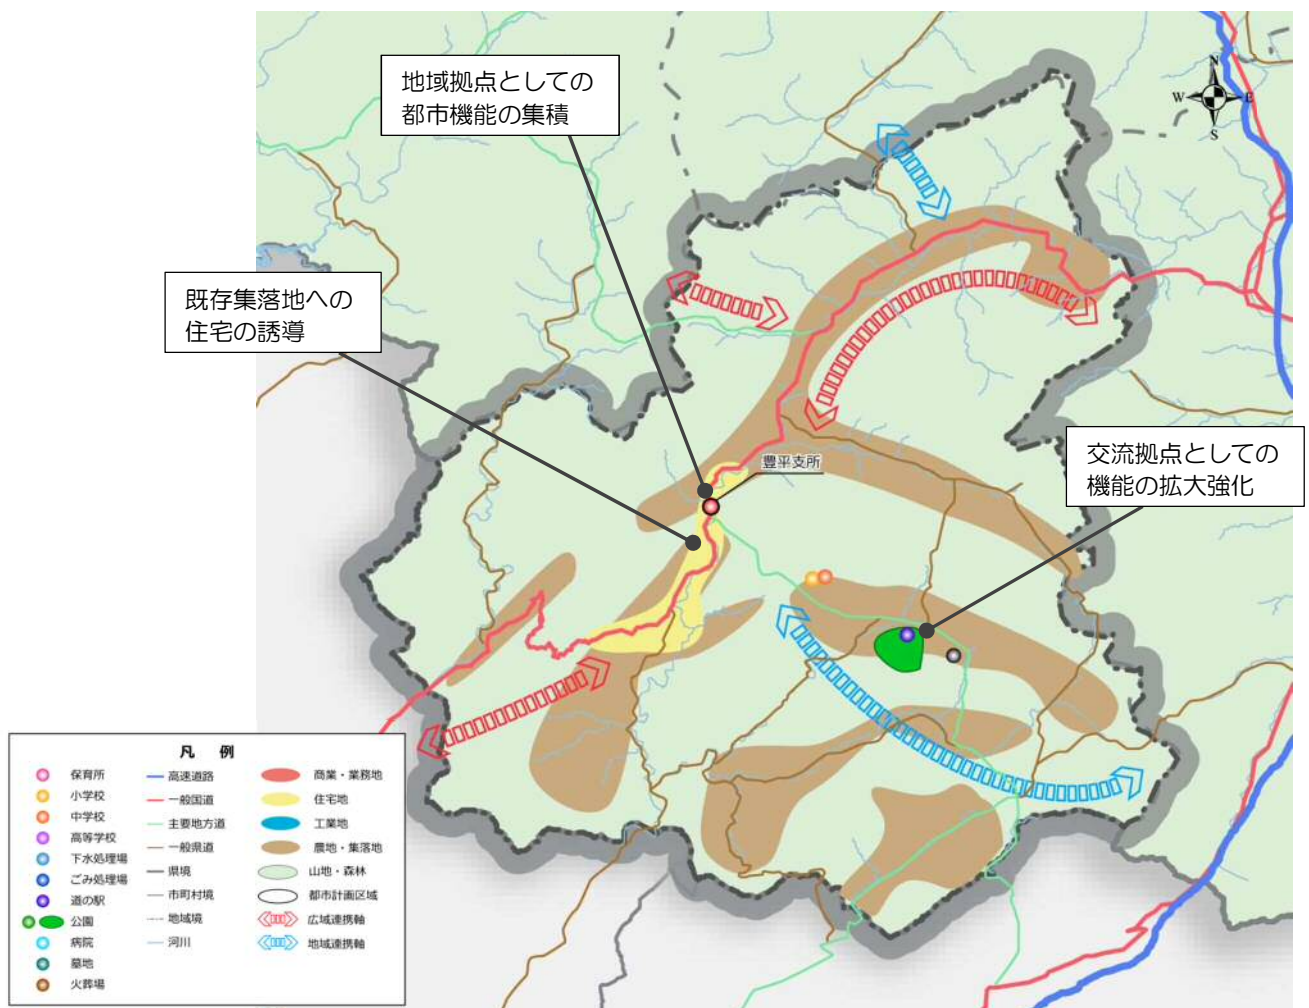 地域拠点としての
都市機能の集積
N
W
E
S
既存集落地への
住宅の誘導
豊平支所
交流拠点としての
機能の拡大強化
凡 例
保育所
小学校
中学校
高等学校
下水処理場
ごみ処理場
道の駅
公園
病院
墓地
火葬場
高速道路
一般国道
主要地方道
一般県道
県境
市町村境
地域境
河川
商業・業務地
住宅地
工業地
農地・集落地
山地・森林
都市計画区域
広域連携軸
地域連携軸